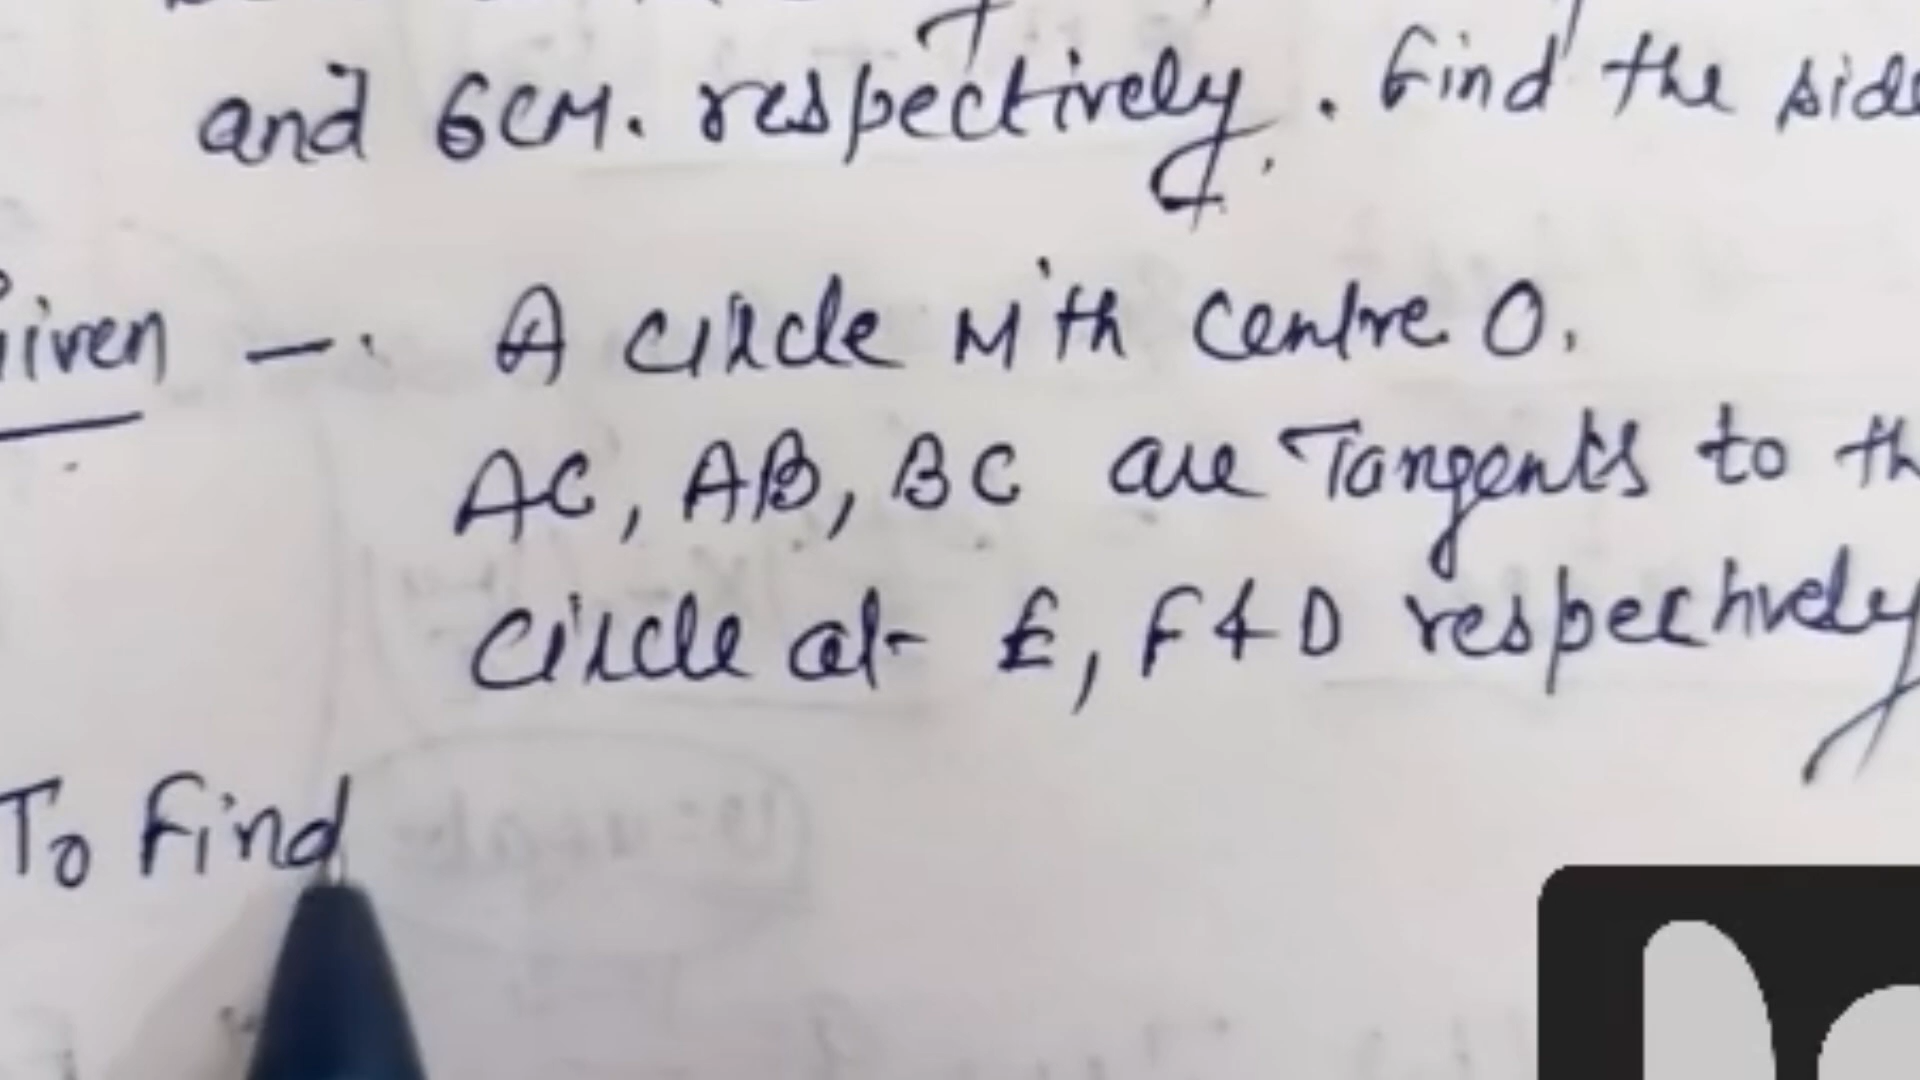 and 6cm. respectively. Find the side
Given –. A circle with centre O.
AC, AB, BC are Tangents to th
circle at E, F & D respectively
To Find